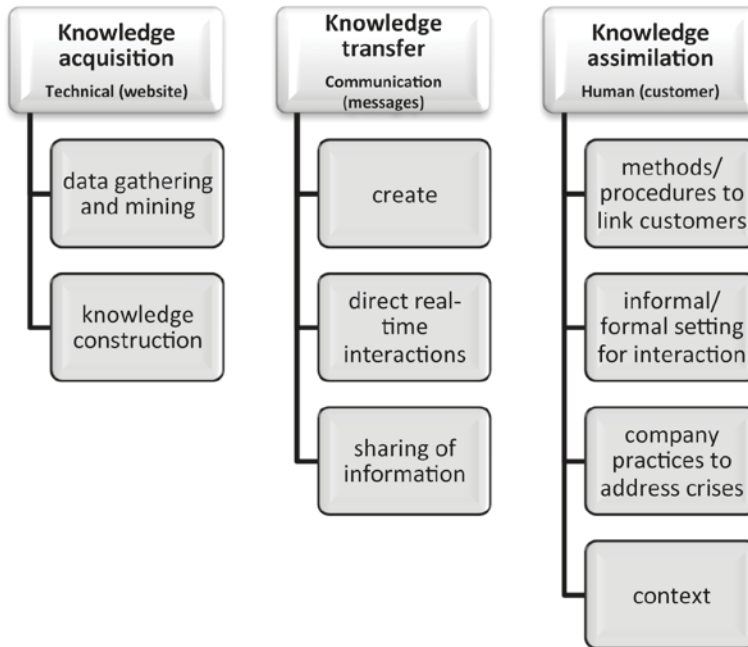 Knowledge
acquisition
Technical (website)
data gathering
and mining
knowledge
construction
Knowledge
transfer
Communication
(messages)
create
direct real-
time
interactions
sharing of
information
Knowledge
assimilation
Human (customer)
methods/
procedures to
link customers
informal/
formal setting
for interaction
company
practices to
address crises
context